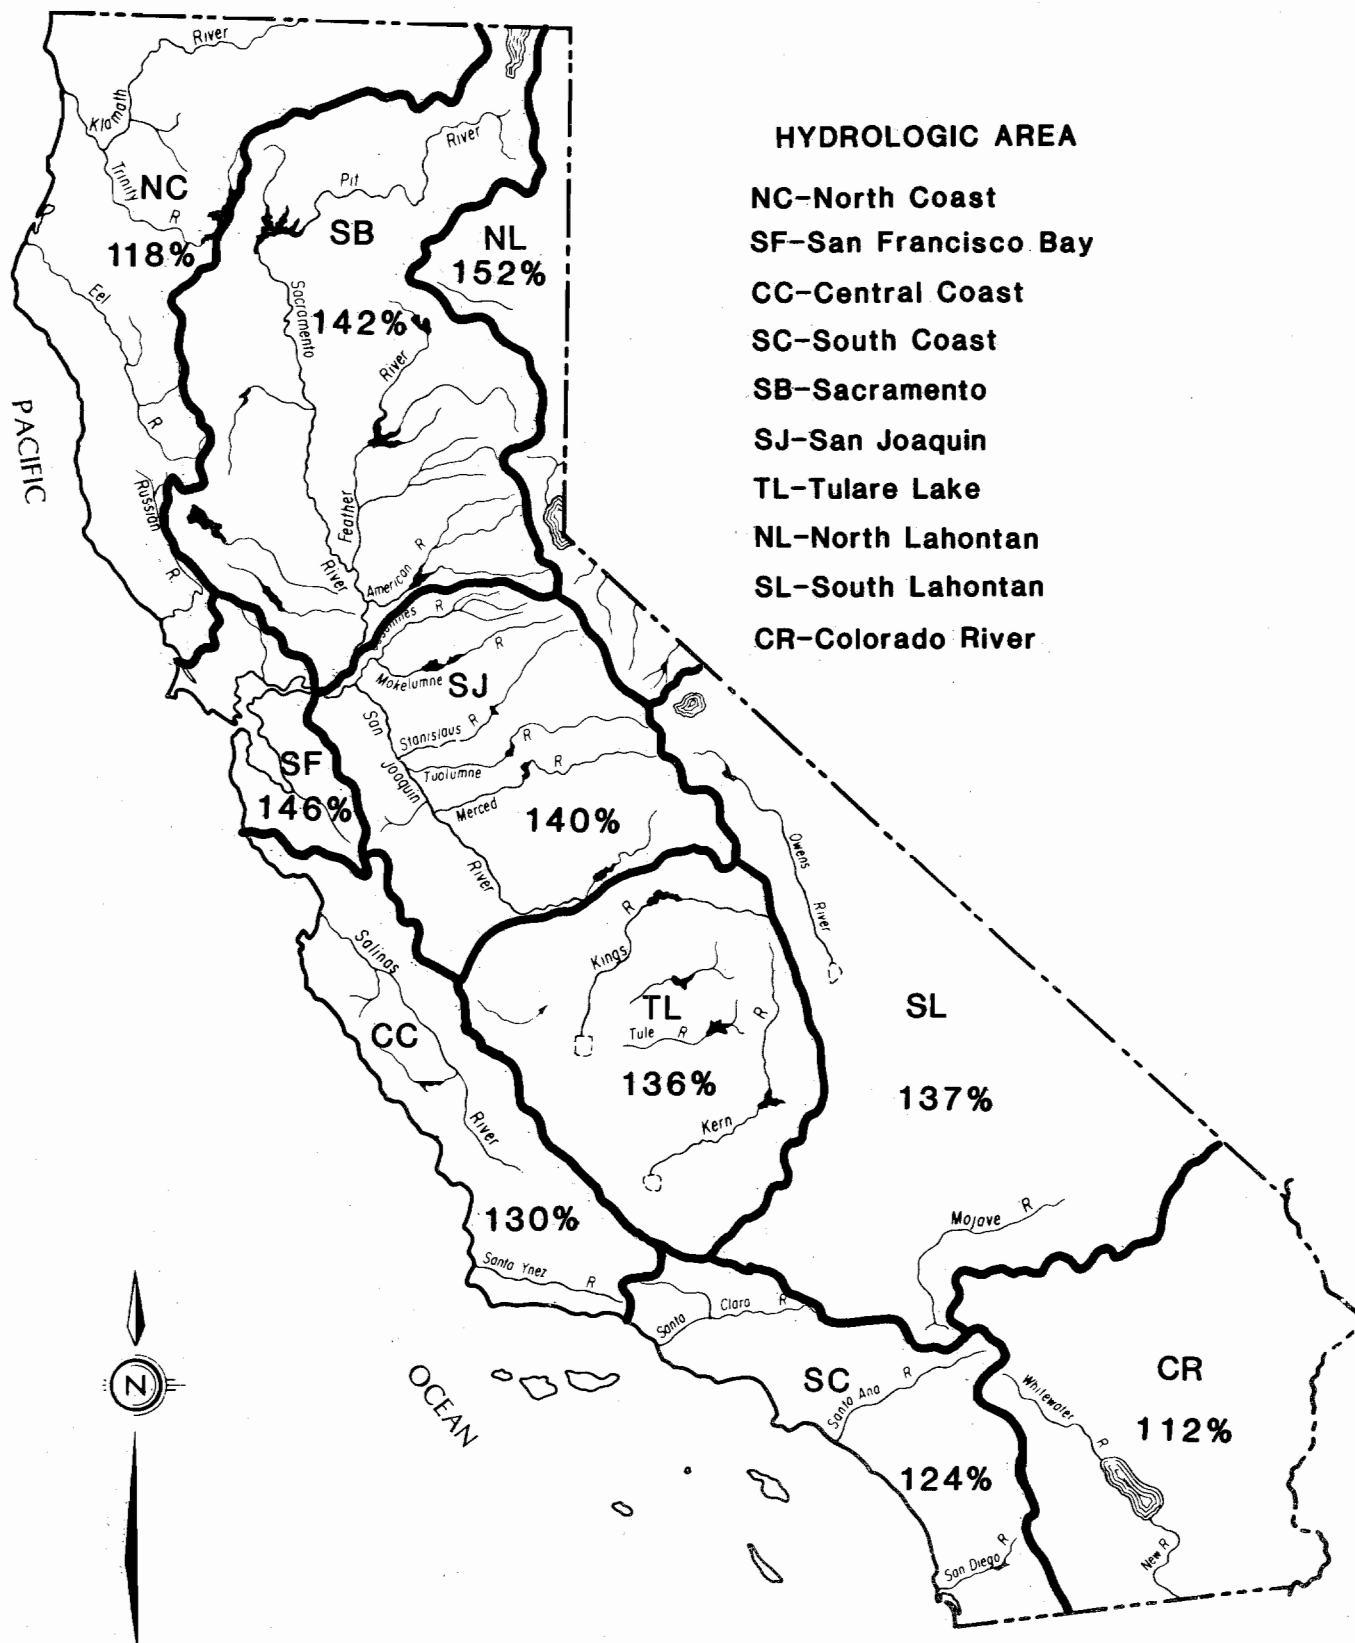 River
Klamath
Trinity
R
NC
118%
Pit
River
SB
142%
NL
152%
HYDROLOGIC AREA
NC-North Coast
SF-San Francisco Bay
CC-Central Coast
SC-South Coast
SB-Sacramento
SJ-San Joaquin
TL-Tulare Lake
NL-North Lahontan
SL-South Lahontan
CR-Colorado River
Eel
R
Sacramento
River
River
Feather
PACIFIC
Russian
R
American R
R
Mokelumne R
SJ
San
Joaquin
River
Stanislaus R
Tuolumne R
Merced R
140%
SF
146%
Owens
River
Kings R
TL
Tule R
136%
R
Kern
SL
137%
Salinas
CC
River
130%
Santa Ynez R
Mojave R
Santa Clara R
SC
Santa Ana R
124%
San Diego R
CR
112%
Whitewater
R
New R
OCEAN
N